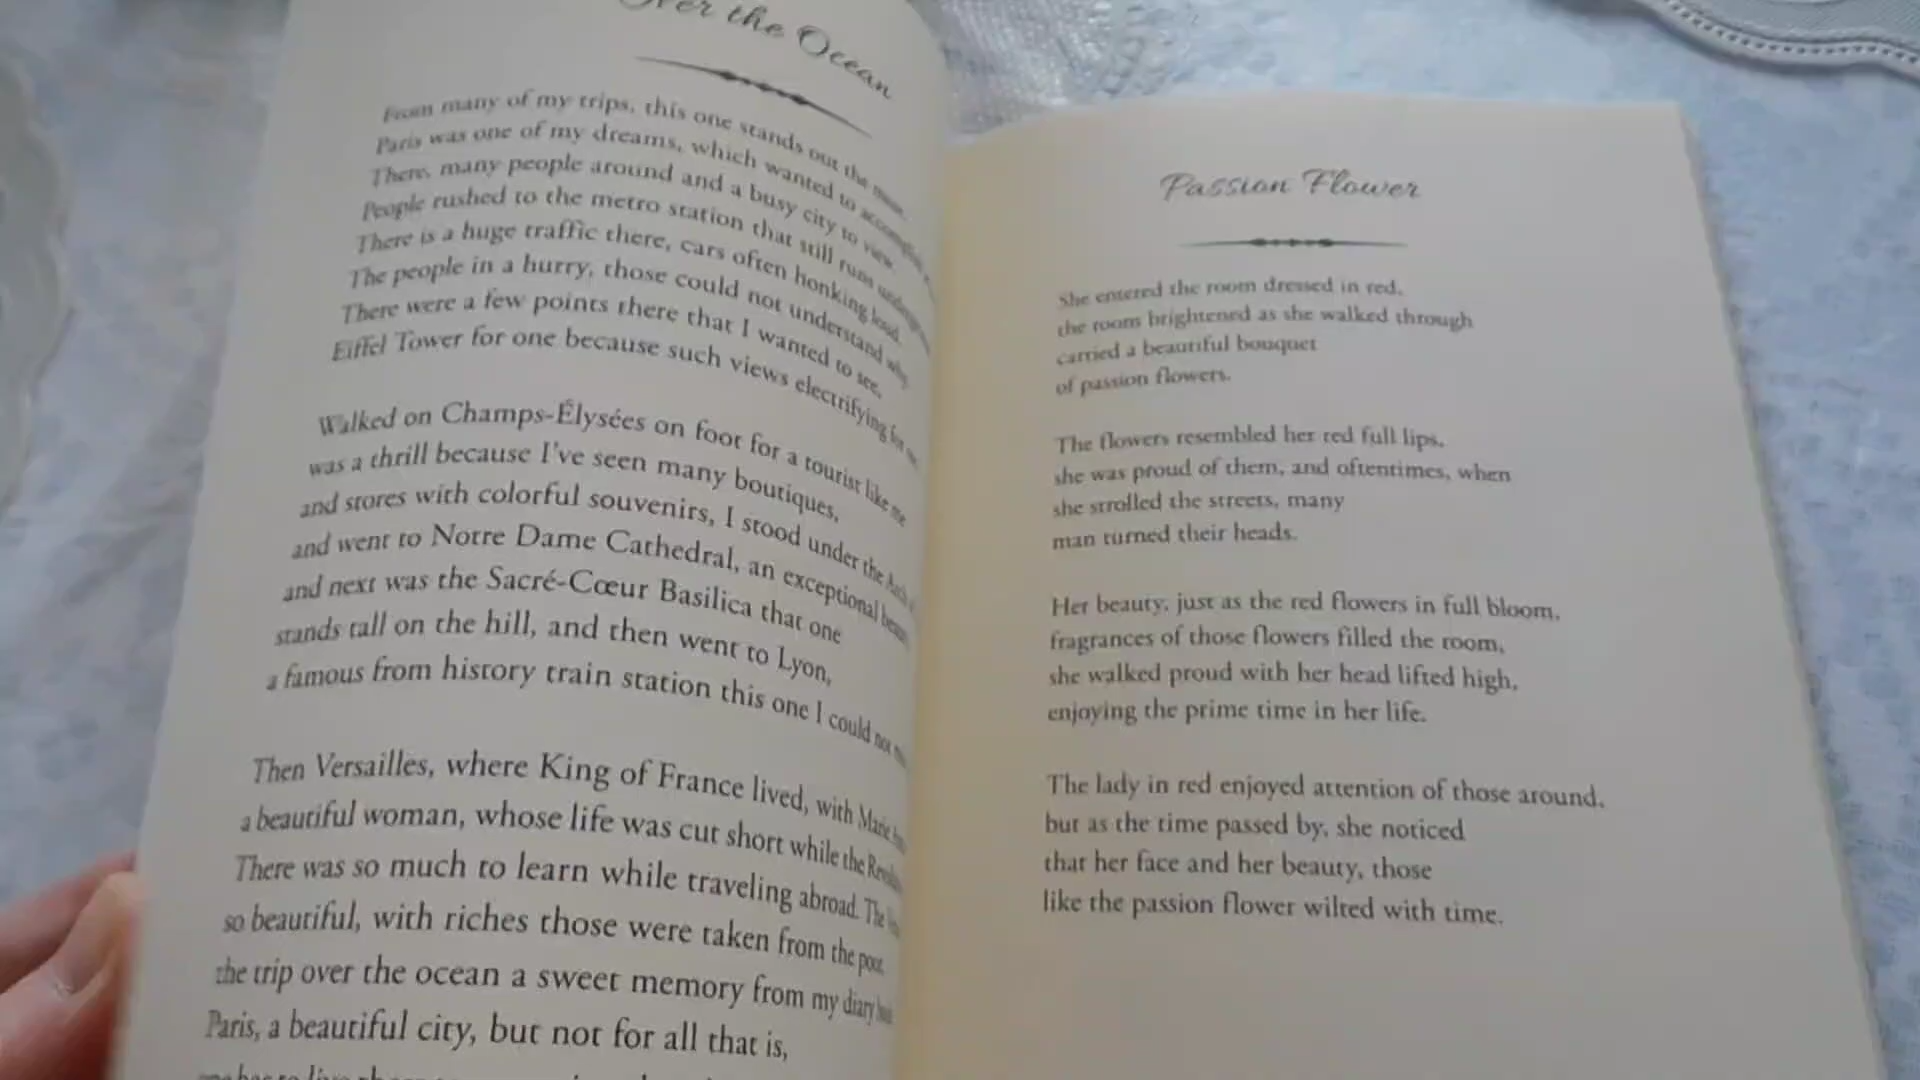 Over the Ocean
From many of my trips, this one stands out the most.
Paris was one of my dreams, which wanted to accomplish
There, many people around and a busy city to view.
People rushed to the metro station that still runs
There is a huge traffic there, cars often honking loud.
The people in a hurry, those could not understand why.
There were a few points there that I wanted to see,
Eiffel Tower for one because such views electrifying for
Walked on Champs-Élysées on foot for a tourist like me
was a thrill because I've seen many boutiques,
and stores with colorful souvenirs, I stood under the Arch
and went to Notre Dame Cathedral, an exceptional
and next was the Sacré-Cœur Basilica that one
stands tall on the hill, and then went to Lyon,
a famous from history train station this one I could not
Then Versailles, where King of France lived, with Marie
a beautiful woman, whose life was cut short while the
There was so much to learn while traveling abroad. The
so beautiful, with riches those were taken from the poor,
the trip over the ocean a sweet memory from my diary
Paris, a beautiful city, but not for all that is,
Passion Flower
She entered the room dressed in red,
the room brightened as she walked through
carried a beautiful bouquet
of passion flowers.
The flowers resembled her red full lips,
she was proud of them, and oftentimes, when
she strolled the streets, many
man turned their heads.
Her beauty, just as the red flowers in full bloom,
fragrances of those flowers filled the room,
she walked proud with her head lifted high,
enjoying the prime time in her life.
The lady in red enjoyed attention of those around,
but as the time passed by, she noticed
that her face and her beauty, those
like the passion flower wilted with time.